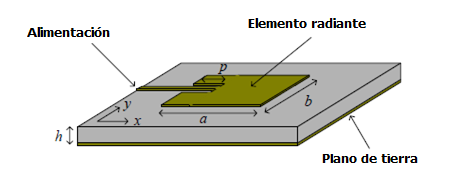 Elemento radiante
Alimentación
p
y
x
a
b
h
Plano de tierra